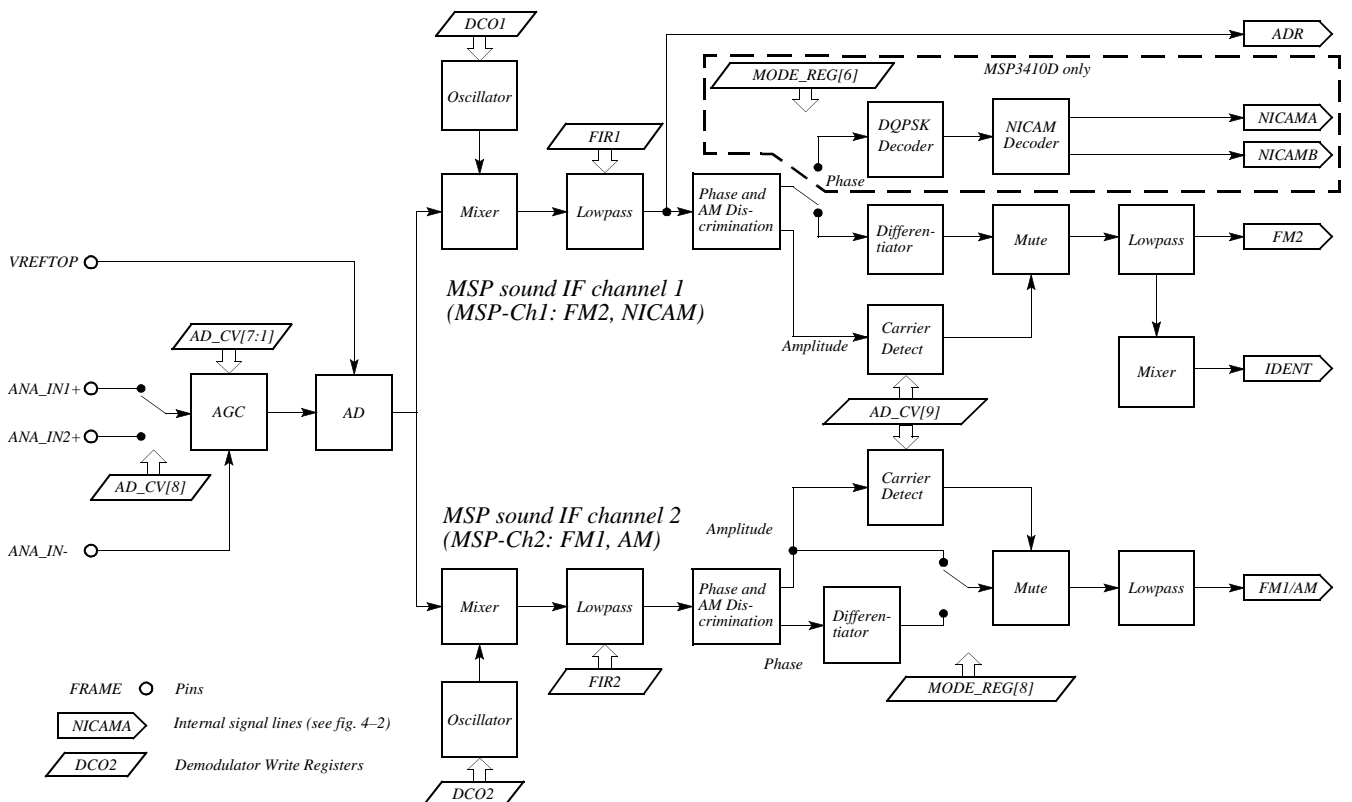 DCO1
ADR
MODE_REG[6]
MSP3410D only
Oscillator
FIR1
DQPSK
Decoder
NICAM
Decoder
NICAMA
NICAMB
Phase
Mixer
Lowpass
Phase and
AM Dis-
crimination
Differen-
tiator
Mute
Lowpass
FM2
VREFTOP
MSP sound IF channel 1
(MSP-Ch1: FM2, NICAM)
AD_CV[7:1]
Amplitude
Carrier
Detect
Mixer
IDENT
ANA_IN1+
AGC
AD
AD_CV[9]
ANA_IN2+
AD_CV[8]
Carrier
Detect
MSP sound IF channel 2
(MSP-Ch2: FM1, AM)
Amplitude
ANA_IN-
Mixer
Lowpass
Phase and
AM Dis-
crimination
Differen-
tiator
Mute
Lowpass
FM1/AM
Phase
FIR2
MODE_REG[8]
FRAME
Pins
Oscillator
NICAMA
Internal signal lines (see fig. 4–2)
DCO2
Demodulator Write Registers
DCO2